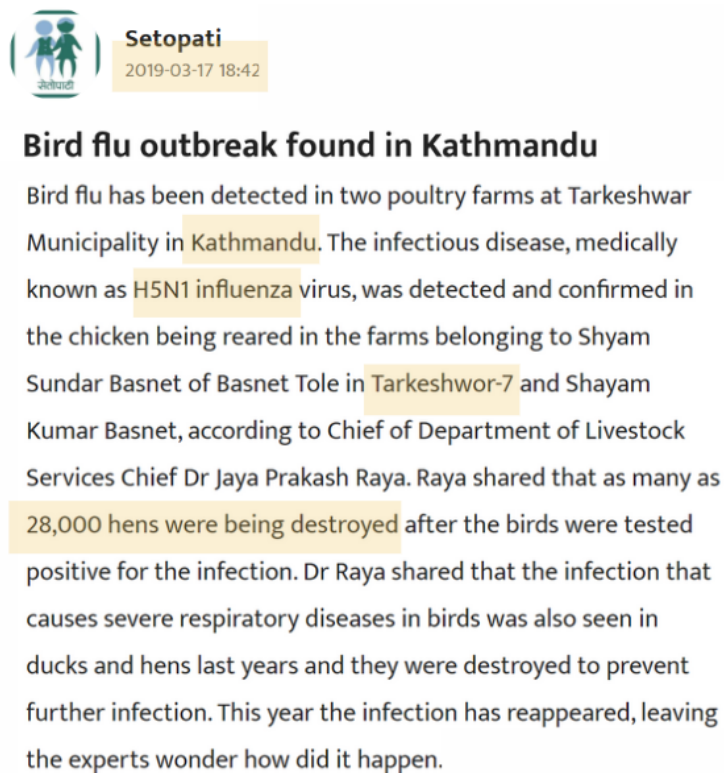 Setopati
2019-03-17 18:42
सेतोपाटी
Bird flu outbreak found in Kathmandu
Bird flu has been detected in two poultry farms at Tarkeshwar
Municipality in Kathmandu. The infectious disease, medically
known as H5N1 influenza virus, was detected and confirmed in
the chicken being reared in the farms belonging to Shyam
Sundar Basnet of Basnet Tole in Tarkeshwor-7 and Shayam
Kumar Basnet, according to Chief of Department of Livestock
Services Chief Dr Jaya Prakash Raya. Raya shared that as many as
28,000 hens were being destroyed after the birds were tested
positive for the infection. Dr Raya shared that the infection that
causes severe respiratory diseases in birds was also seen in
ducks and hens last years and they were destroyed to prevent
further infection. This year the infection has reappeared, leaving
the experts wonder how did it happen.